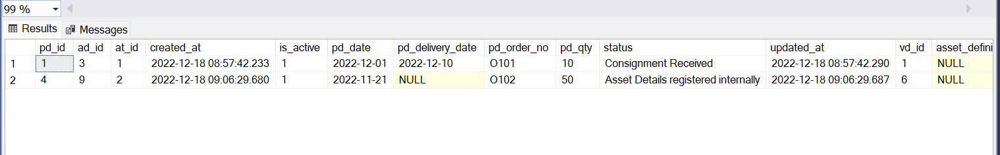 99 %
Results Messages
pd_id ad_id at_id created_at is_active pd_date pd_delivery_date pd_order_no pd_qty status updated_at vd_id asset_defini
1 1 3 1 2022-12-18 08:57:42.233 1 2022-12-01 2022-12-10 O101 10 Consignment Received 2022-12-18 08:57:42.290 1 NULL
2 4 9 2 2022-12-18 09:06:29.680 1 2022-11-21 NULL O102 50 Asset Details registered internally 2022-12-18 09:06:29.687 6 NULL